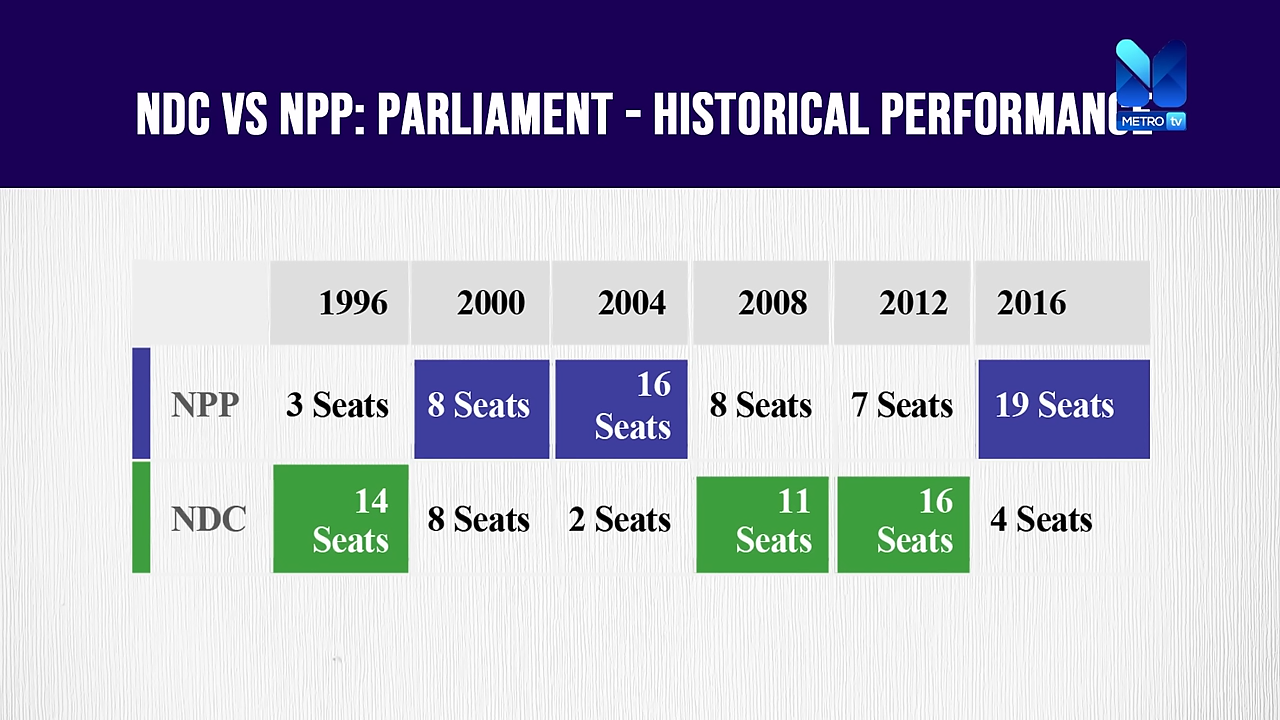 NDC VS NPP: PARLIAMENT - HISTORICAL PERFORMANCE
METRO tv
1996 2000 2004 2008 2012 2016
NPP 3 Seats 8 Seats 16 Seats 8 Seats 7 Seats 19 Seats
NDC 14 Seats 8 Seats 2 Seats 11 Seats 16 Seats 4 Seats